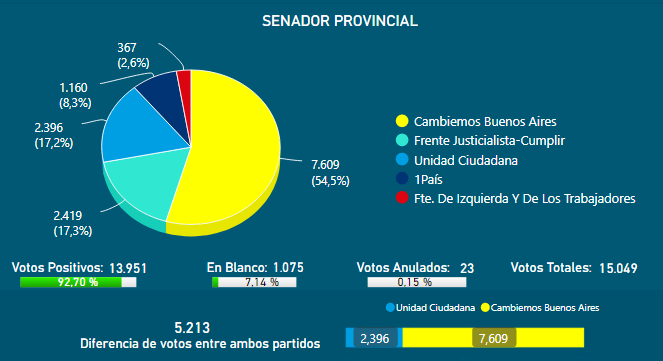 SENADOR PROVINCIAL
367
(2,6%)
1.160
(8,3%)
2.396
(17,2%)
2.419
(17,3%)
7.609
(54,5%)
Cambiemos Buenos Aires
Frente Justicialista-Cumplir
Unidad Ciudadana
1País
Fte. De Izquierda Y De Los Trabajadores
Votos Positivos: 13.951
92,70 %
En Blanco: 1.075
7,14 %
Votos Anulados: 23
0,15 %
Votos Totales: 15.049
5.213
Diferencia de votos entre ambos partidos
Unidad Ciudadana
Cambiemos Buenos Aires
2,396
7,609